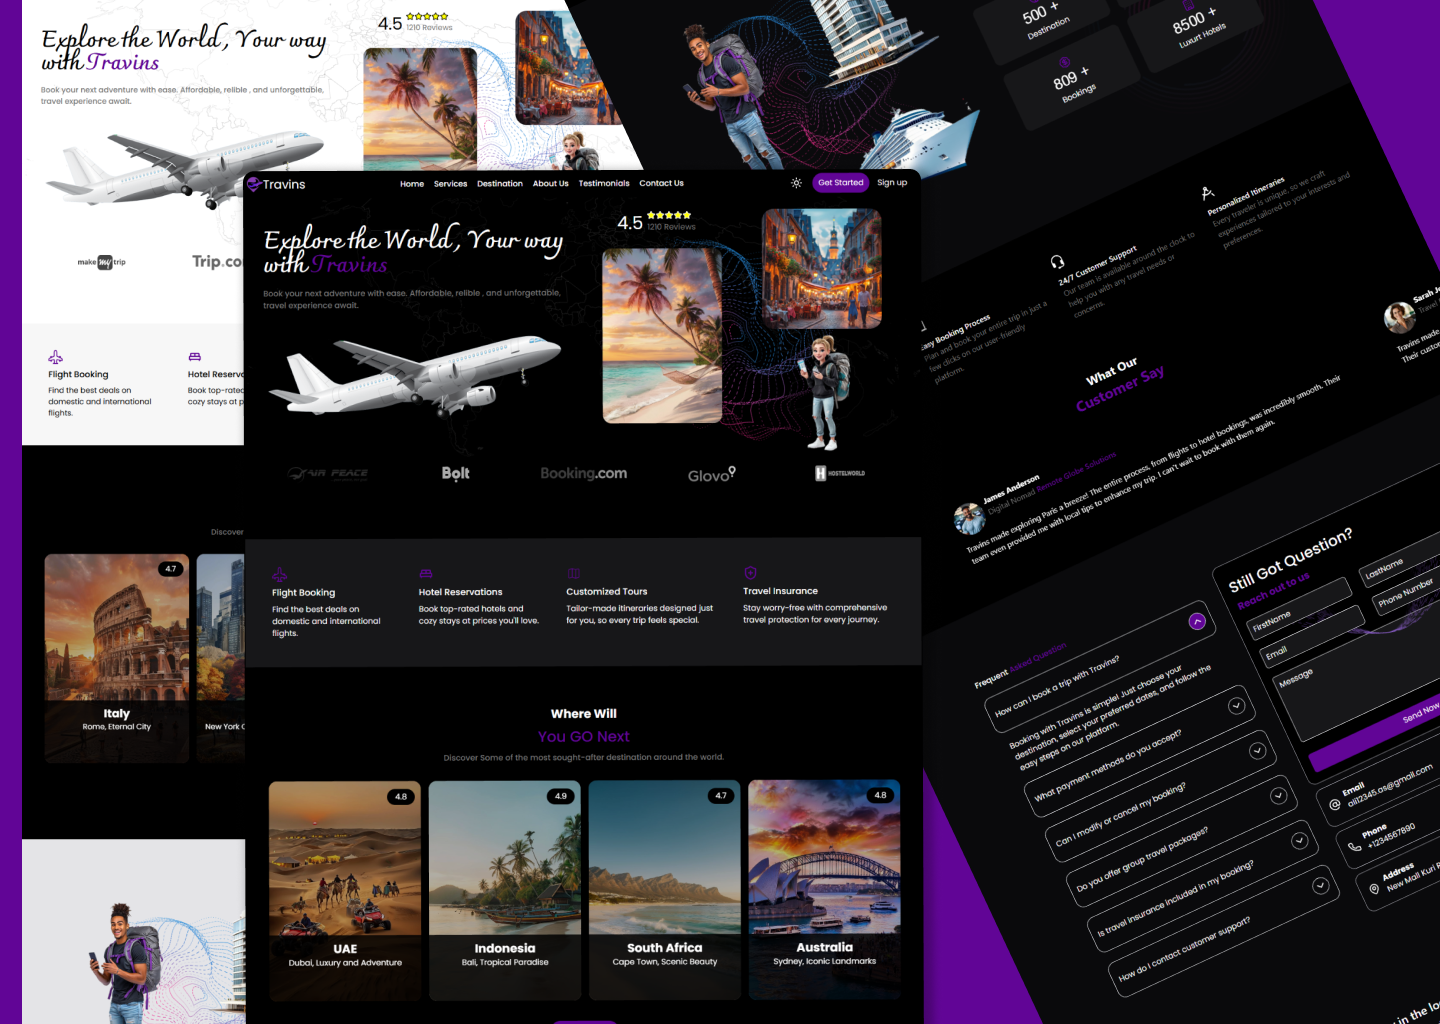 Explore the World, Your way
with Travins
Book your next adventure with ease. Affordable, relible , and unforgettable,
travel experience await.
4.5
1210 Reviews
make my trip
Trip.co
Flight Booking
Find the best deals on
domestic and international
flights.
Hotel Reserv
Book top-rate
cozy stays at p
Discover
4.7
Italy
Rome, Eternal City
New York C
Travins
Home
Services
Destination
About Us
Testimonials
Contact Us
Get Started
Sign up
Explore the World, Your way
with Travins
Book your next adventure with ease. Affordable, relible , and unforgettable,
travel experience await.
4.5
1210 Reviews
AIR PEACE
Bolt
Booking.com
Glovo
H HOSTELWORLD
Flight Booking
Find the best deals on
domestic and international
flights.
Hotel Reservations
Book top-rated hotels and
cozy stays at prices you'll love.
Customized Tours
Tailor-made itineraries designed just
for you, so every trip feels special.
Travel Insurance
Stay worry-free with comprehensive
travel protection for every journey.
Where Will
You GO Next
Discover Some of the most sought-after destination around the world.
4.8
UAE
Dubai, Luxury and Adventure
4.9
Indonesia
Bali, Tropical Paradise
4.7
South Africa
Cape Town, Scenic Beauty
4.8
Australia
Sydney, Iconic Landmarks
500 +
Destination
8500 +
Luxurt Hotels
809 +
Bookings
asy Booking Process
Plan and book your entire trip in just a
few clicks on our user-friendly
platform.
24/7 Customer Support
Our team is available around the clock to
help you with any travel needs or
concerns.
Personalized Itineraries
Every traveler is unique, so we craft
experiences tailored to your interests and
preferences.
What Our
Customer Say
James Anderson
Digital Nomad Remote Globe Solutions
Travins made exploring Paris a breeze! The entire process, from flights to hotel bookings, was incredibly smooth. Their
team even provided me with local tips to enhance my trip. I can't wait to book with them again.
Sarah Je
Travel
Travins made
Their custom
Frequent Asked Question
How can I book a trip with Travins?
Booking with Travins is simple! Just choose your
destination, select your preferred dates, and follow the
easy steps on our platform.
What payment methods do you accept?
Can I modify or cancel my booking?
Do you offer group travel packages?
Is travel insurance included in my booking?
How do I contact customer support?
Still Got Question?
Reach out to us
FirstName
LastName
Email
Phone Number
Message
Send Now
Email
ali12345.as@gmail.com
Phone
+1234567890
Address
New Mall Kuri R
in the lo